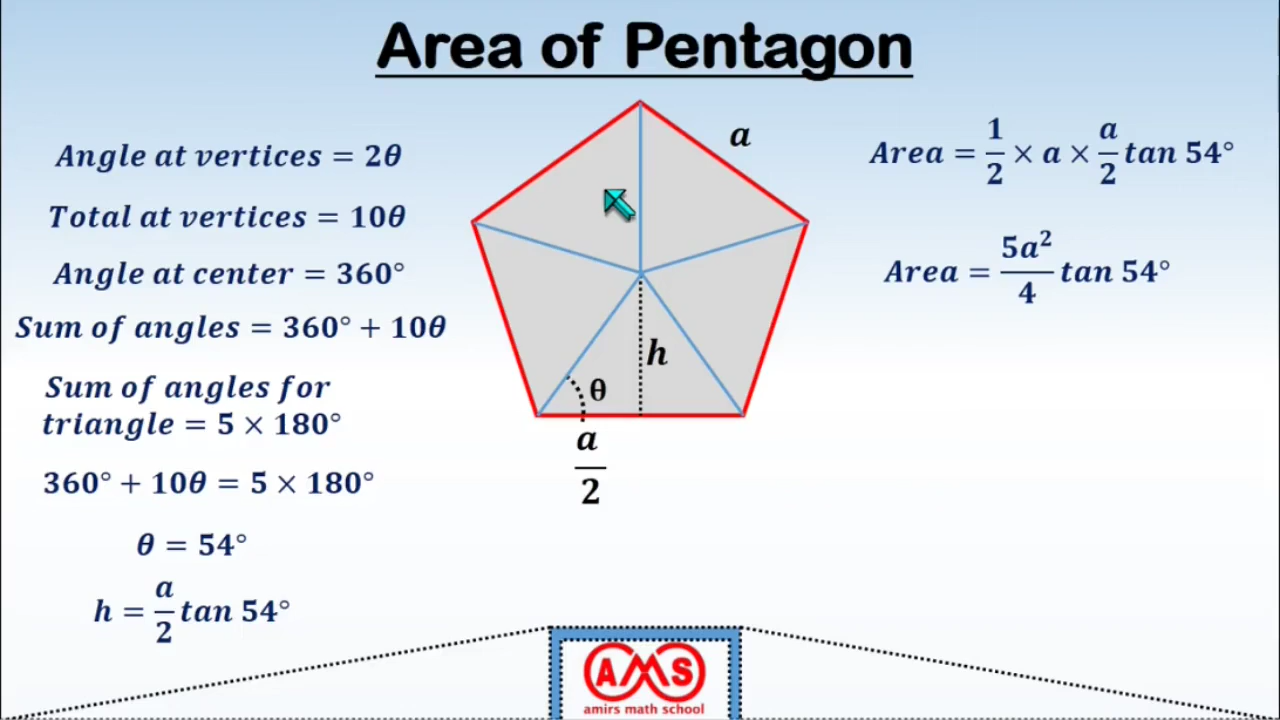 Area of Pentagon
Angle at vertices = 2θ
Total at vertices = 10θ
Angle at center = 360°
Sum of angles = 360° + 10θ
Sum of angles for
triangle = 5 × 180°
360° + 10θ = 5 × 180°
θ = 54°
h = a/2 tan 54°
a
h
θ
a/2
Area = 1/2 × a × a/2 tan 54°
Area = 5a²/4 tan 54°
AMS
amirs math school